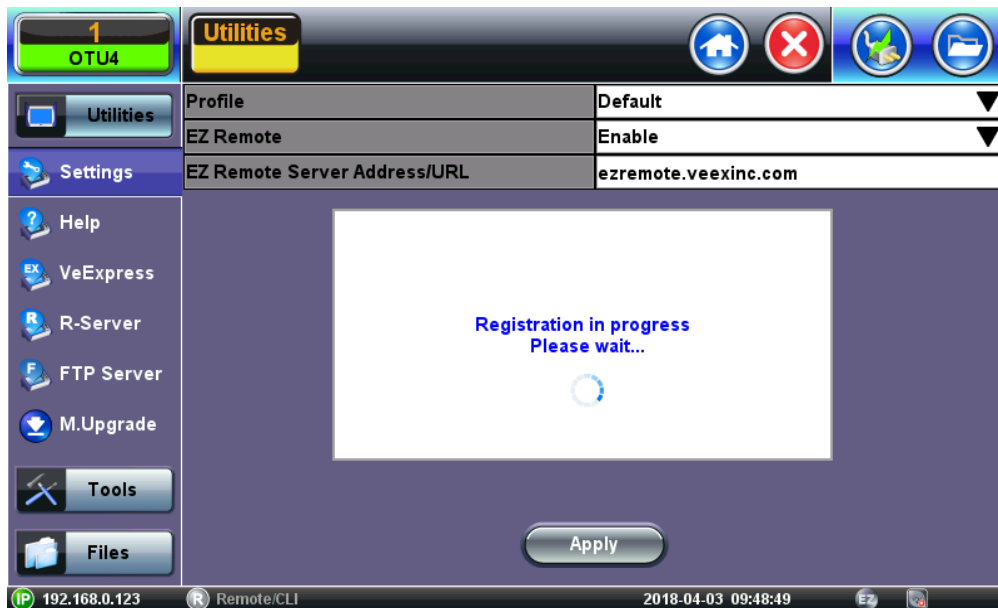 1
OTU4
Utilities
Utilities
Profile
Default
EZ Remote
Enable
Settings
EZ Remote Server Address/URL
ezremote.veexinc.com
Help
EX
VeExpress
R
R-Server
F
FTP Server
M.Upgrade
Tools
Files
Registration in progress
Please wait...
Apply
IP 192.168.0.123
R Remote/CLI
2018-04-03 09:48:49
EZ